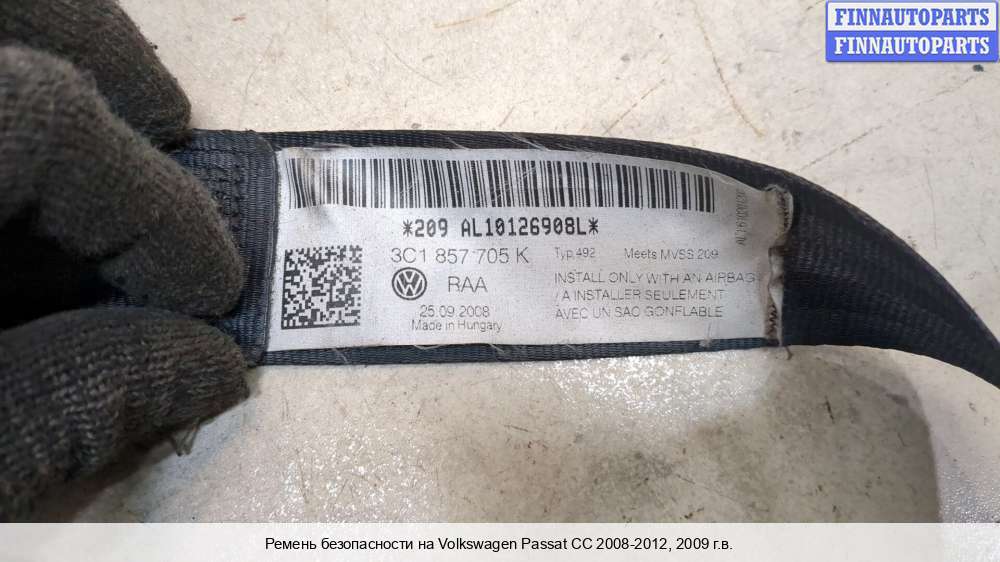 FINNAUTOPARTS
FINNAUTOPARTS
*209 AL10126908L*
3C1 857 705 K
Typ.492 Meets MVSS 209
RAA
INSTALL ONLY WITH AN AIRBAG
/A INSTALLER SEULEMENT
25.09.2008
AVEC UN SAC GONFLABLE
Made in Hungary
Ремень безопасности на Volkswagen Passat CC 2008-2012, 2009 г.в.